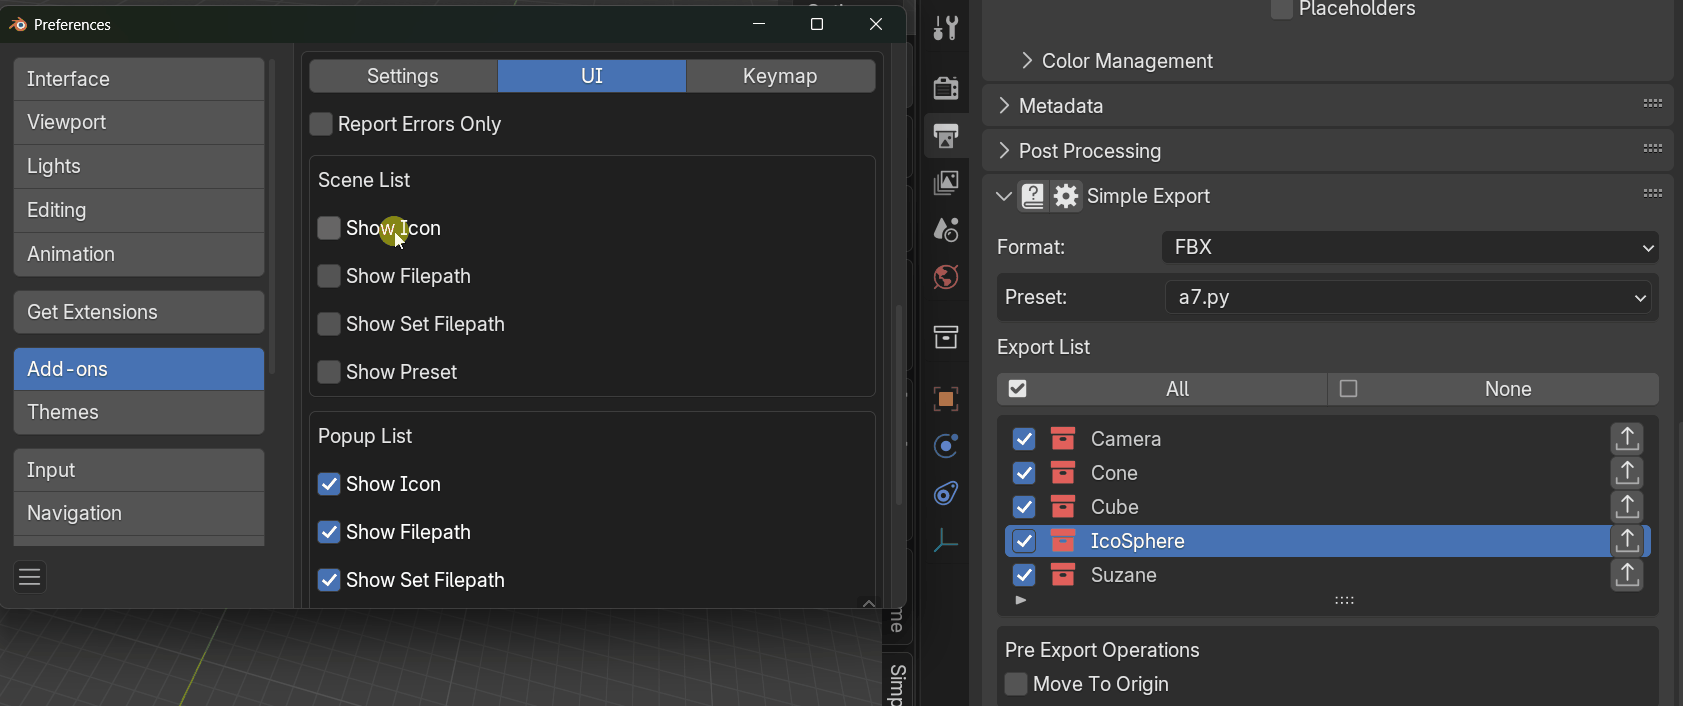 Preferences
Interface
Viewport
Lights
Editing
Animation
Get Extensions
Add-ons
Themes
Input
Navigation
Settings UI Keymap
Report Errors Only
Scene List
Show Icon
Show Filepath
Show Set Filepath
Show Preset
Popup List
Show Icon
Show Filepath
Show Set Filepath
me
Simp
Placeholders
Color Management
Metadata
Post Processing
Simple Export
Format: FBX
Preset: a7.py
Export List
All None
Camera
Cone
Cube
IcoSphere
Suzane
Pre Export Operations
Move To Origin